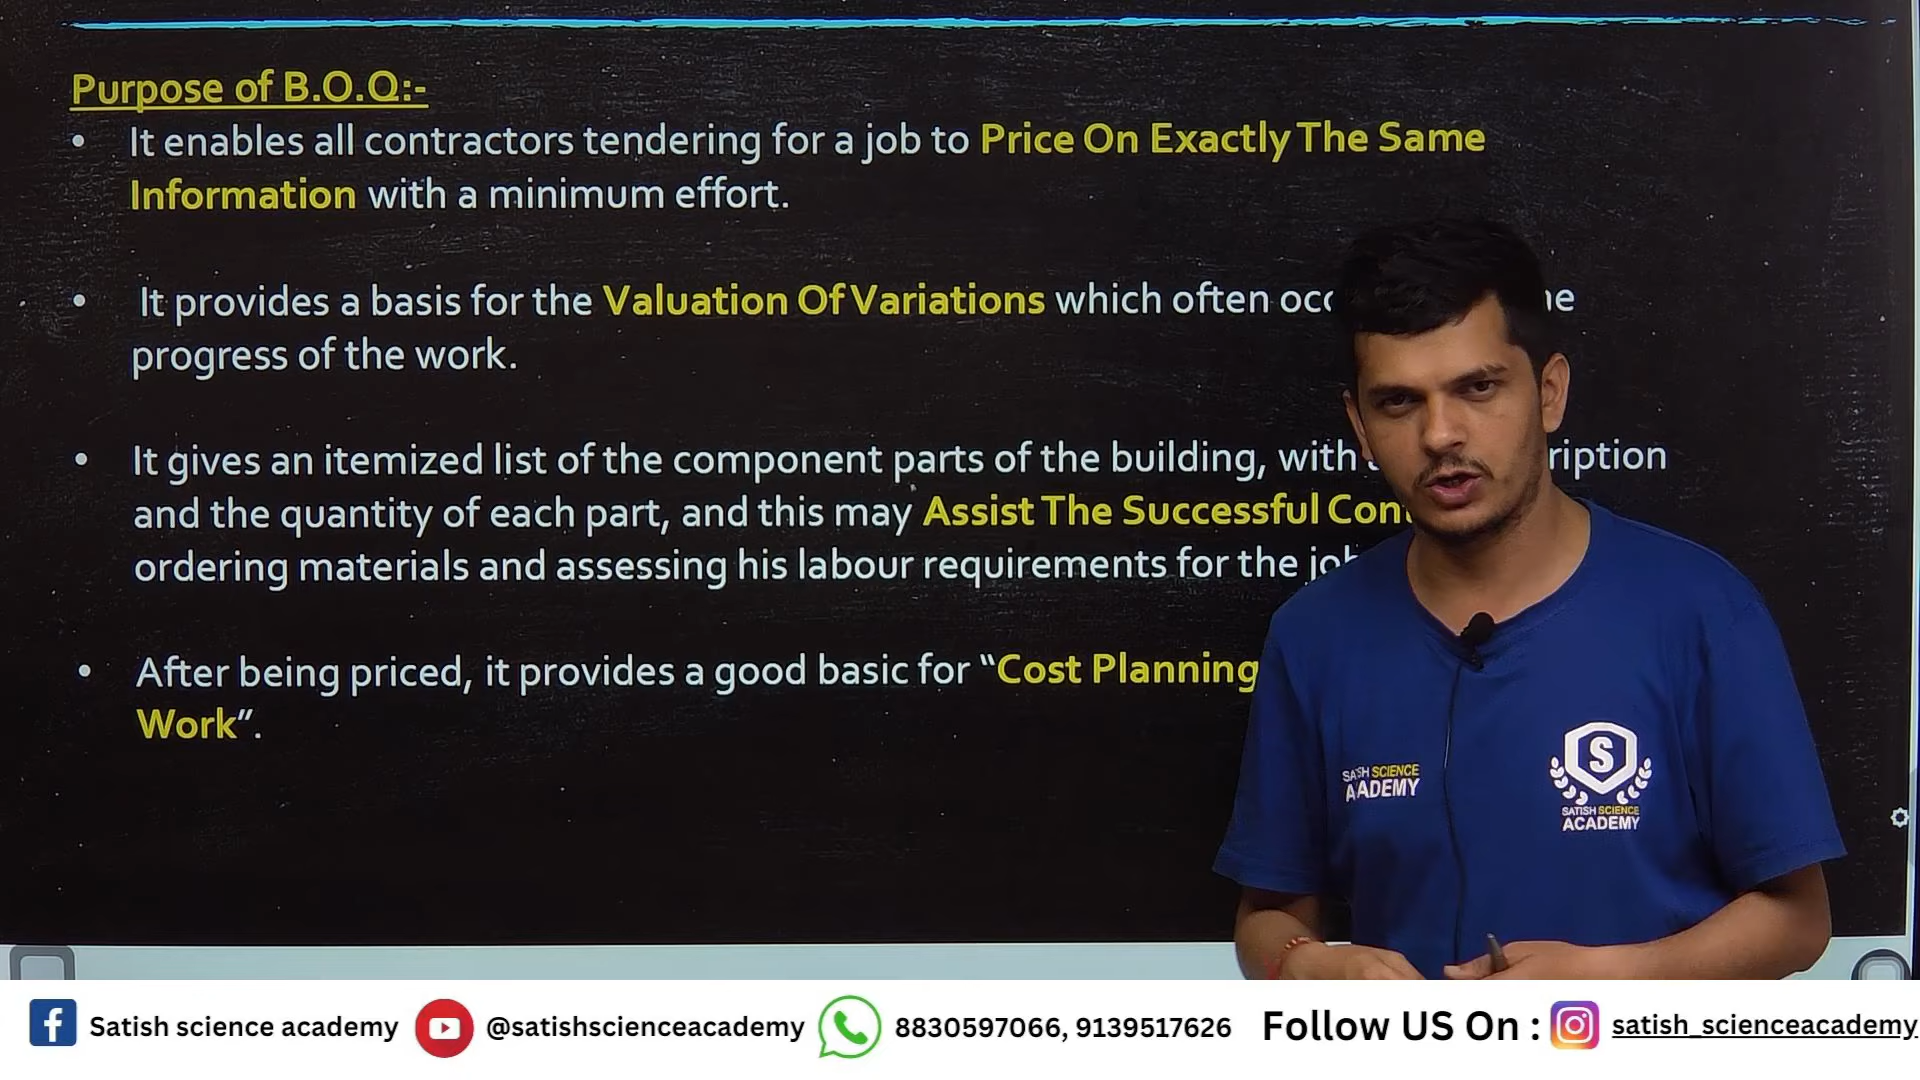 Purpose of B.O.Q:-
• It enables all contractors tendering for a job to Price On Exactly The Same
Information with a minimum effort.
• It provides a basis for the Valuation Of Variations which often
progress of the work.
• It gives an itemized list of the component parts of the building, with
and the quantity of each part, and this may Assist The Successful
ordering materials and assessing his labour requirements for the
• After being priced, it provides a good basic for “Cost Planning
Work”.
SCIENCE
S
SATISH SCIENCE
ACADEMY
Satish science academy @satishscienceacademy 8830597066, 9139517626 Follow US On : satish_scienceacademy